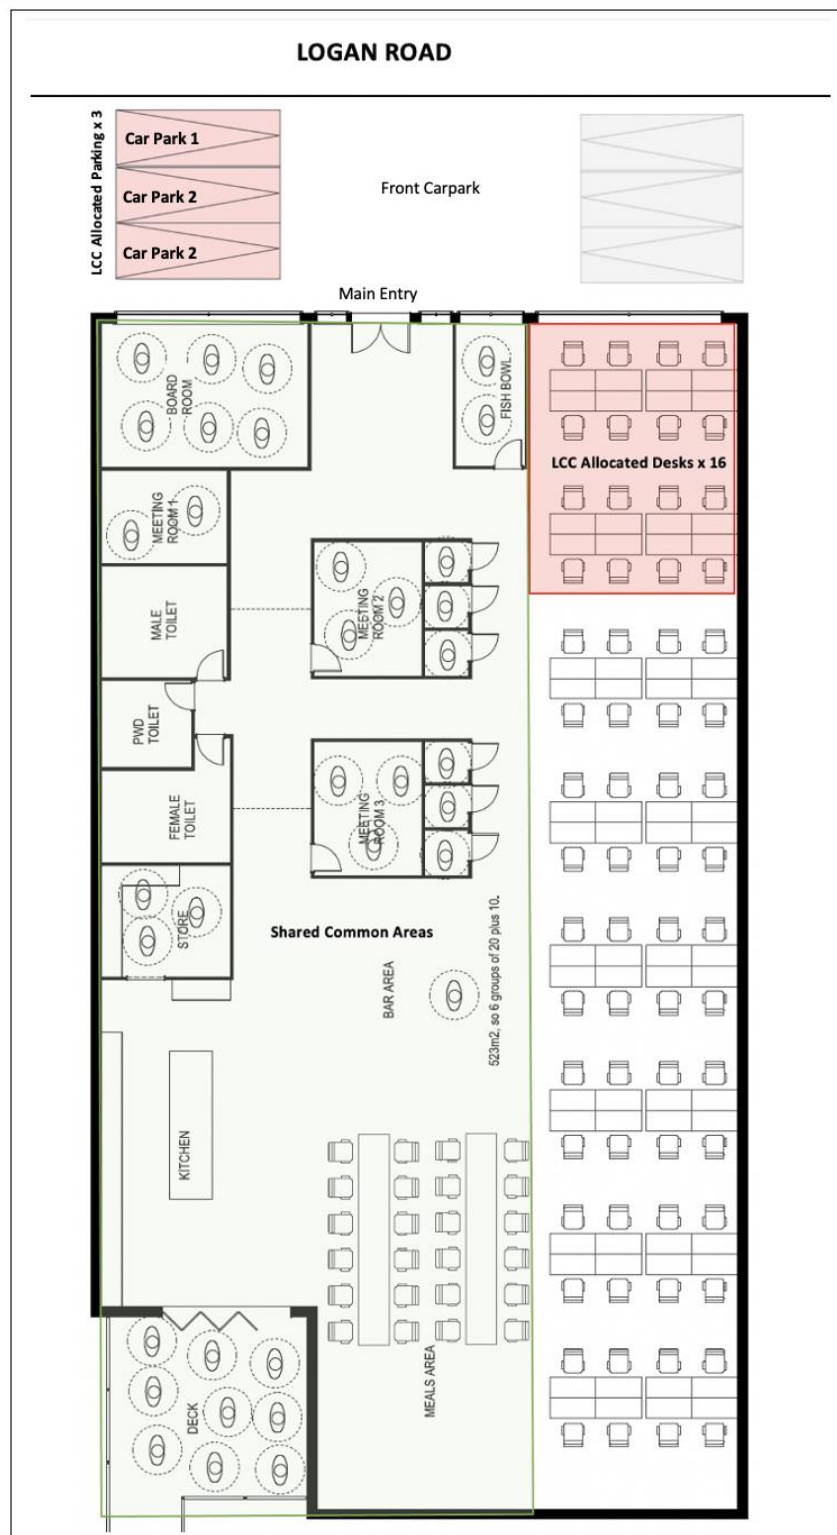 LOGAN ROAD
LCC Allocated Parking x 3
Car Park 1
Car Park 2
Car Park 2
Front Carpark
Main Entry
BOARD
ROOM
FISH BOWL
LCC Allocated Desks x 16
MEETING
ROOM 1
MEETING
ROOM 2
MALE
TOILET
PWD
TOILET
FEMALE
TOILET
MEETING
ROOM 3
STORE
Shared Common Areas
BAR AREA
523m2, so 6 groups of 20 plus 10.
KITCHEN
MEALS AREA
DECK